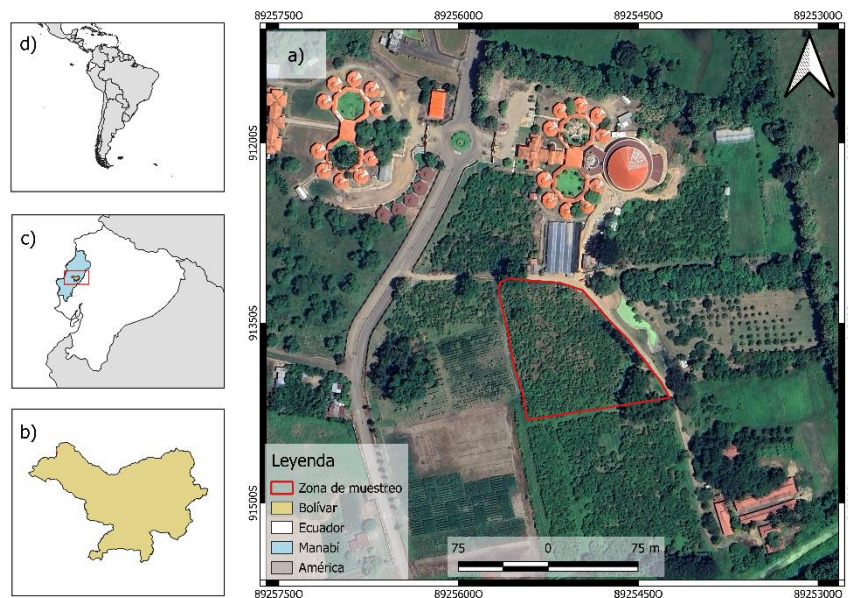 d)
c)
b)
89257500 89256000 89254500 89253000
a)
91200S
91350S
91500S
Leyenda
Zona de muestreo
Bolívar
Ecuador
Manabí
América
75 0 75 m
89257500 89256000 89254500 89253000